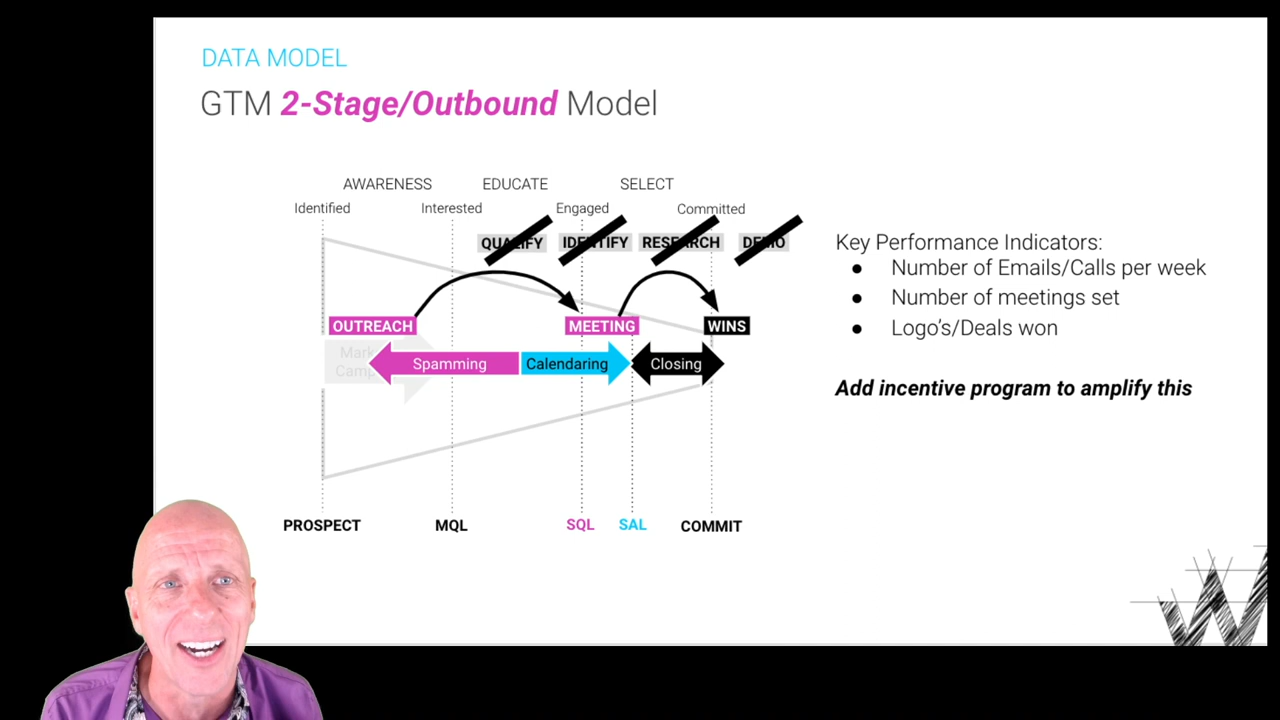 DATA MODEL
GTM 2-Stage/Outbound Model
AWARENESS EDUCATE SELECT
Identified Interested Engaged Committed
QUALIFY IDENTIFY RESEARCH DEMO
OUTREACH MEETING WINS
Spamming Calendaring Closing
PROSPECT MQL SQL SAL COMMIT
Key Performance Indicators:
● Number of Emails/Calls per week
● Number of meetings set
● Logo's/Deals won
Add incentive program to amplify this